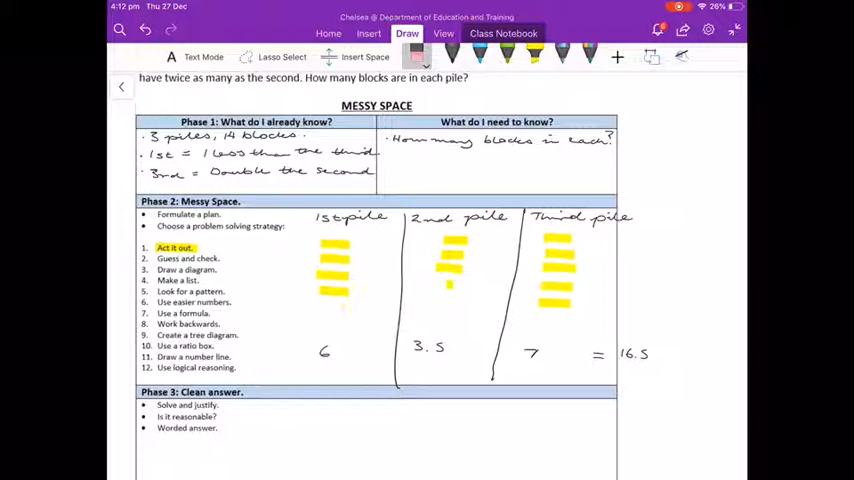 4:12 pm Thu 27 Dec
26%
Chelsea @ Department of Education and Training
Home Insert Draw View Class Notebook
6
A Text Mode Lasso Select Insert Space
have twice as many as the second. How many blocks are in each pile?
MESSY SPACE
Phase 1: What do I already know? What do I need to know?
· 3 piles, 14 blocks.
· 1st = 1 less than the third.
· 3rd = Double the second
· How many blocks in each?
Phase 2: Messy Space.
• Formulate a plan.
• Choose a problem solving strategy:
1. Act it out.
2. Guess and check.
3. Draw a diagram.
4. Make a list.
5. Look for a pattern.
6. Use easier numbers.
7. Use a formula.
8. Work backwards.
9. Create a tree diagram.
10. Use a ratio box.
11. Draw a number line.
12. Use logical reasoning.
1st pile 2nd pile Third pile
6 3.5 7 = 16.5
Phase 3: Clean answer.
• Solve and justify.
• Is it reasonable?
• Worded answer.